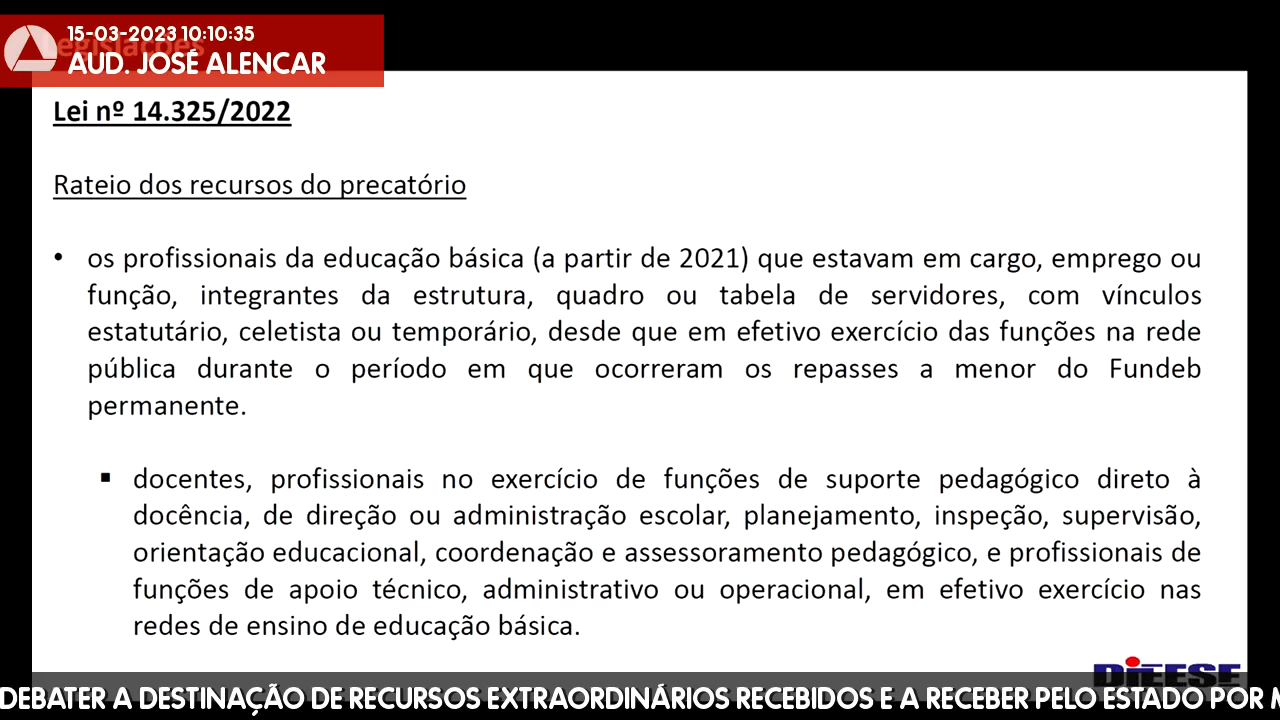 Legislações
15-03-2023 10:10:35
AUD. JOSÉ ALENCAR
Lei nº 14.325/2022
Rateio dos recursos do precatório
• os profissionais da educação básica (a partir de 2021) que estavam em cargo, emprego ou
função, integrantes da estrutura, quadro ou tabela de servidores, com vínculos
estatutário, celetista ou temporário, desde que em efetivo exercício das funções na rede
pública durante o período em que ocorreram os repasses a menor do Fundeb
permanente.
▪ docentes, profissionais no exercício de funções de suporte pedagógico direto à
docência, de direção ou administração escolar, planejamento, inspeção, supervisão,
orientação educacional, coordenação e assessoramento pedagógico, e profissionais de
funções de apoio técnico, administrativo ou operacional, em efetivo exercício nas
redes de ensino de educação básica.
DIEESE
DEBATER A DESTINAÇÃO DE RECURSOS EXTRAORDINÁRIOS RECEBIDOS E A RECEBER PELO ESTADO POR M